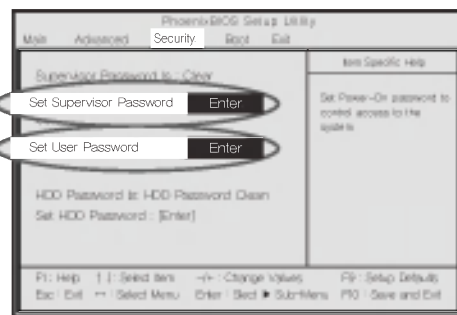 PhoenixBIOS Setup Utility
Main Advanced Security Boot Exit
Item Specific Help
Supervisor Password Is : Clear
Set Supervisor Password Enter
Set Power-On password to
control access to the
system
Set User Password Enter
HDD Password Is HDD Password Clean
Set HDD Password : [Enter]
F1 : Help : Select Item -/+ : Change Values F9 : Setup Defaults
Esc : Exit ↔ : Select Menu Enter : Slect ▶ Sub-Menu F10 : Save and Exit